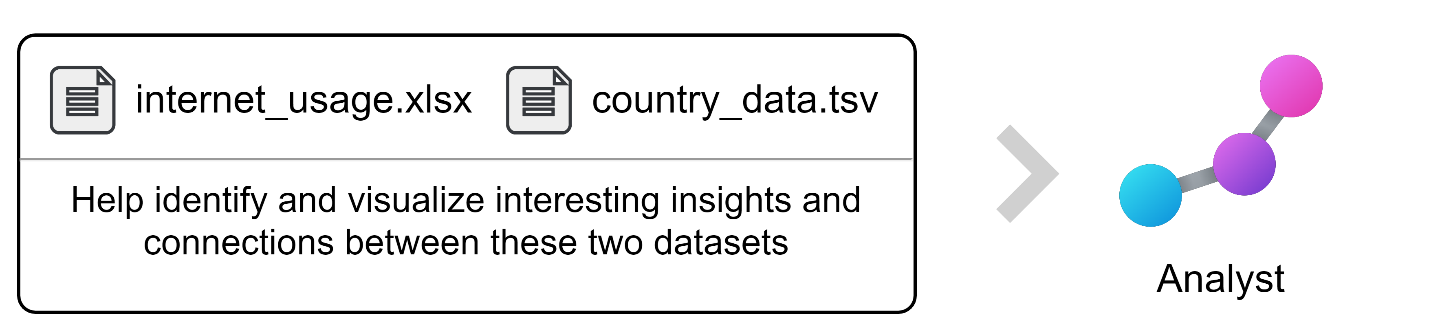 internet_usage.xlsx country_data.tsv
Help identify and visualize interesting insights and
connections between these two datasets
Analyst